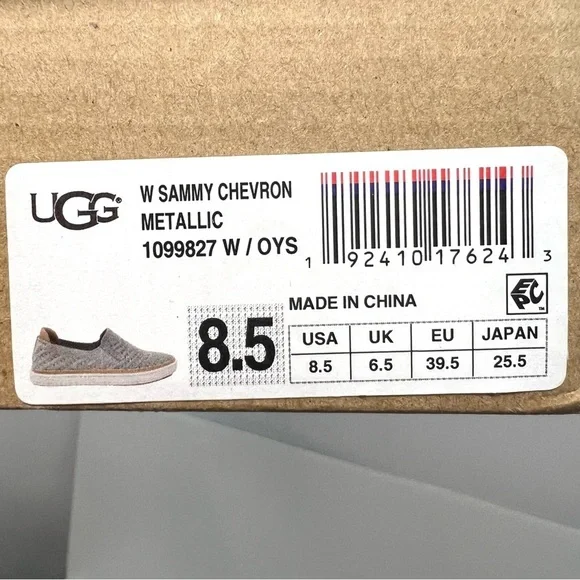 UGG®
W SAMMY CHEVRON
METALLIC
1099827 W / OYS
1 92410 17624 3
MADE IN CHINA
EPC™
8.5
USA UK EU JAPAN
8.5 6.5 39.5 25.5